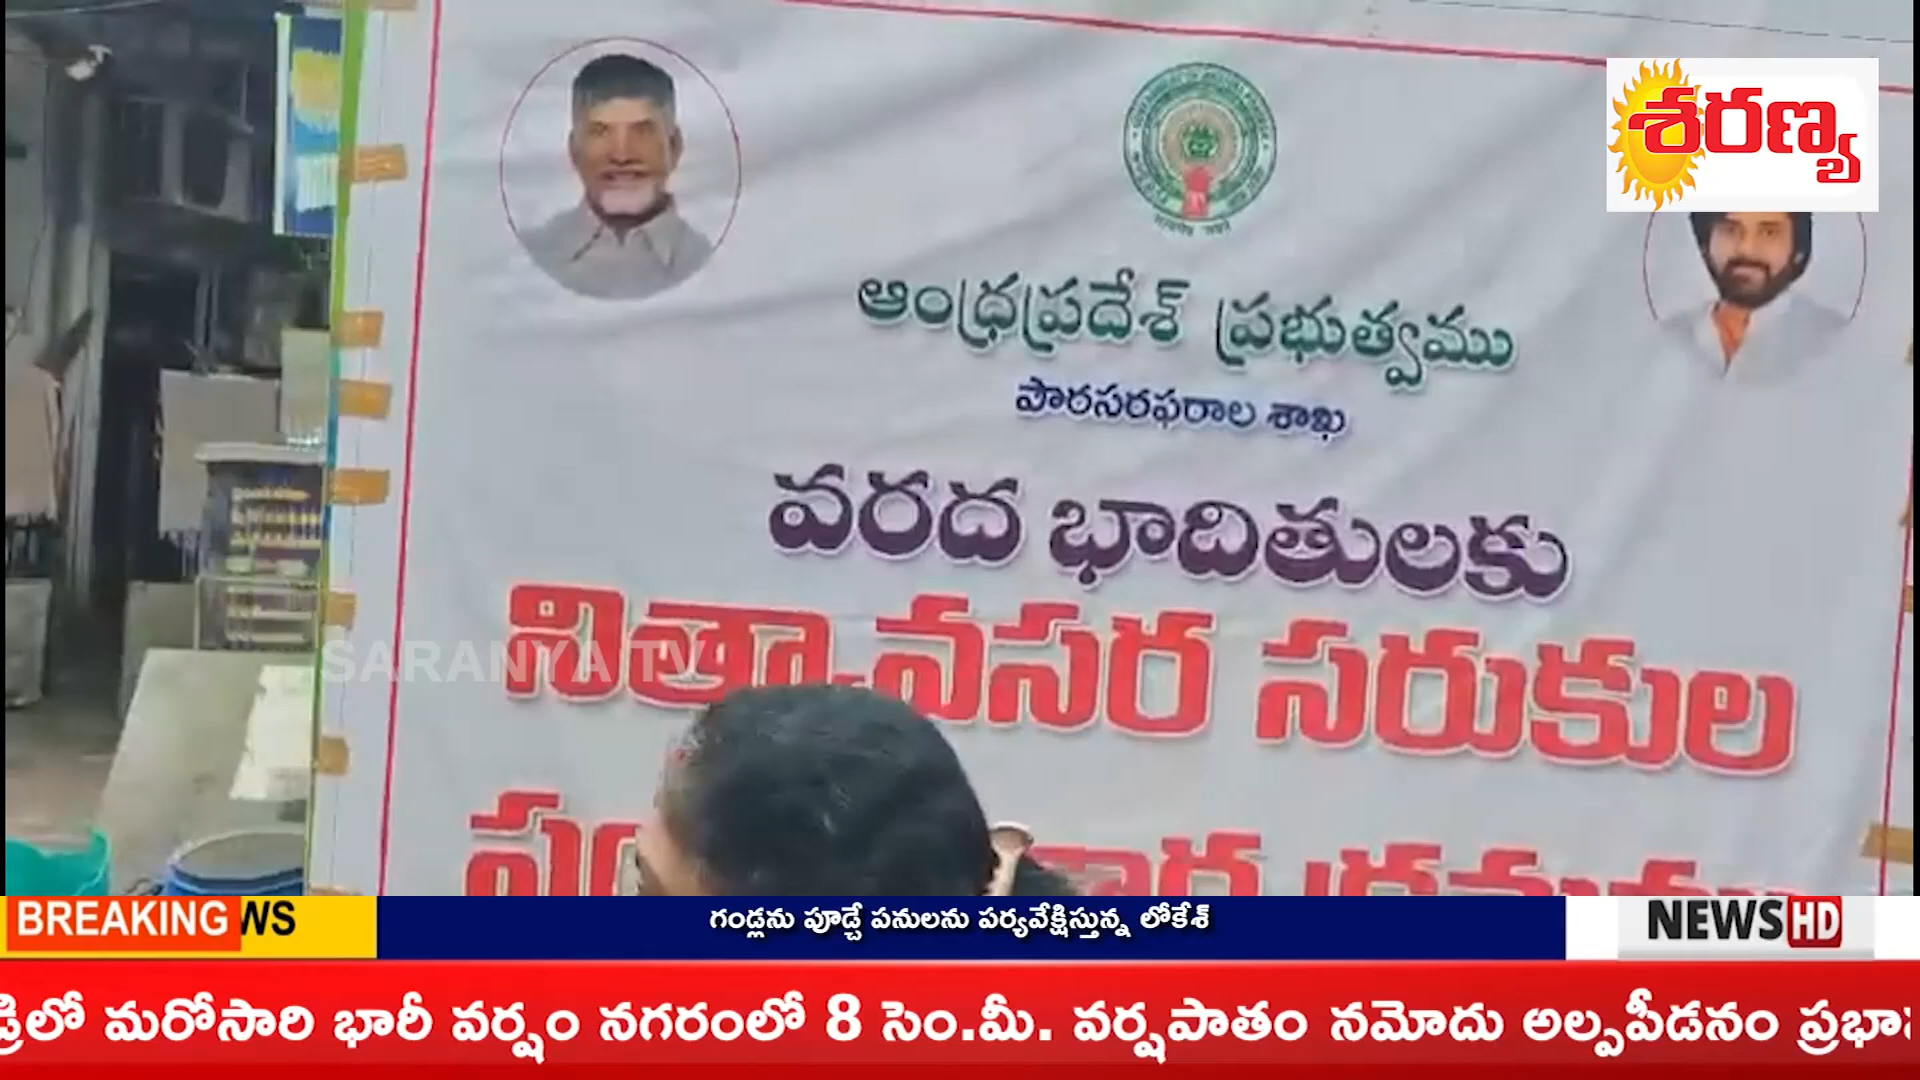 శరణ్య
ఆంధ్రప్రదేశ్ ప్రభుత్వము
పౌరసరఫరాల శాఖ
వరద భాదితులకు
నిత్యావసర సరుకుల
SARANYA TV
BREAKING WS
గండ్లను పూడ్చే పనులను పర్యవేక్షిస్తున్న లోకేశ్
NEWS HD
మరోసారి భారీ వర్షం నగరంలో 8 సెం.మీ. వర్షపాతం నమోదు అల్పపీడనం